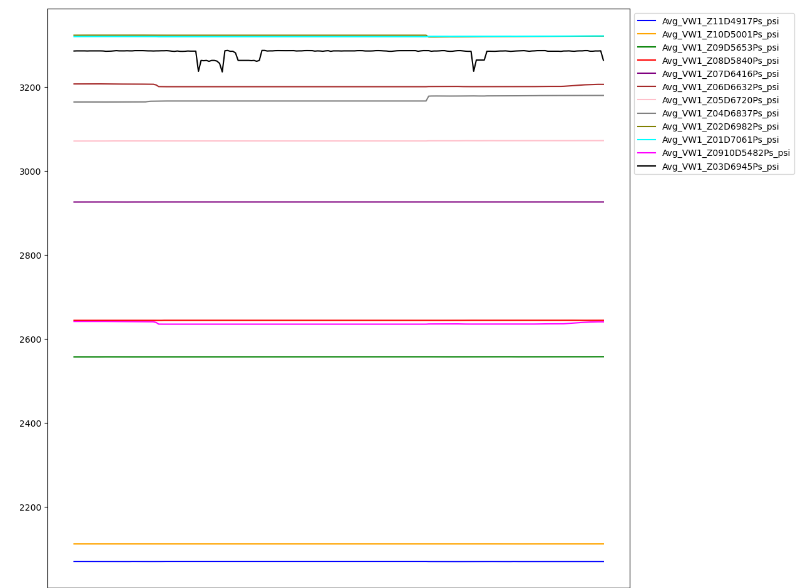 3200
3000
2800
2600
2400
2200
Avg_VW1_Z11D4917Ps_psi
Avg_VW1_Z10D5001Ps_psi
Avg_VW1_Z09D5653Ps_psi
Avg_VW1_Z08D5840Ps_psi
Avg_VW1_Z07D6416Ps_psi
Avg_VW1_Z06D6632Ps_psi
Avg_VW1_Z05D6720Ps_psi
Avg_VW1_Z04D6837Ps_psi
Avg_VW1_Z02D6982Ps_psi
Avg_VW1_Z01D7061Ps_psi
Avg_VW1_Z0910D5482Ps_psi
Avg_VW1_Z03D6945Ps_psi